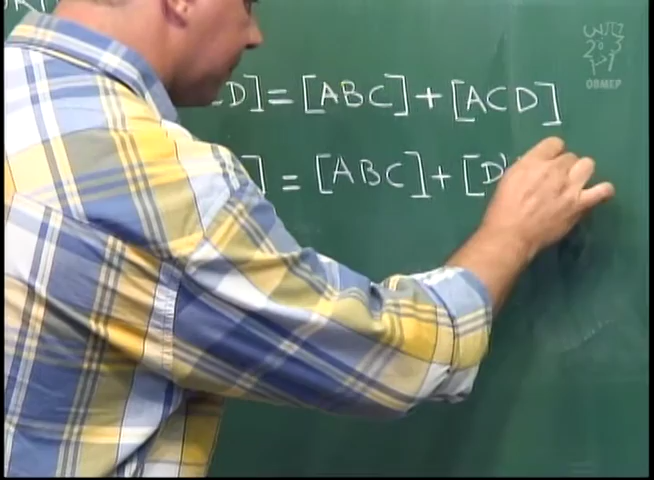 D] = [ABC] + [ACD]
] = [ABC] + [D
OBMEP